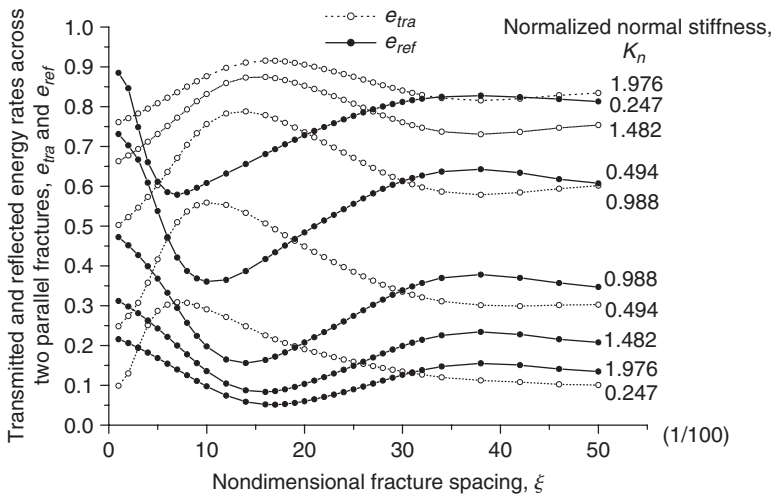 Transmitted and reflected energy rates across
two parallel fractures, e_tra and e_ref
1.0
0.9
0.8
0.7
0.6
0.5
0.4
0.3
0.2
0.1
0.0
e_tra
e_ref
Normalized normal stiffness,
K_n
1.976
0.247
1.482
0.494
0.988
0.988
0.494
1.482
1.976
0.247
0 10 20 30 40 50 (1/100)
Nondimensional fracture spacing, ξ